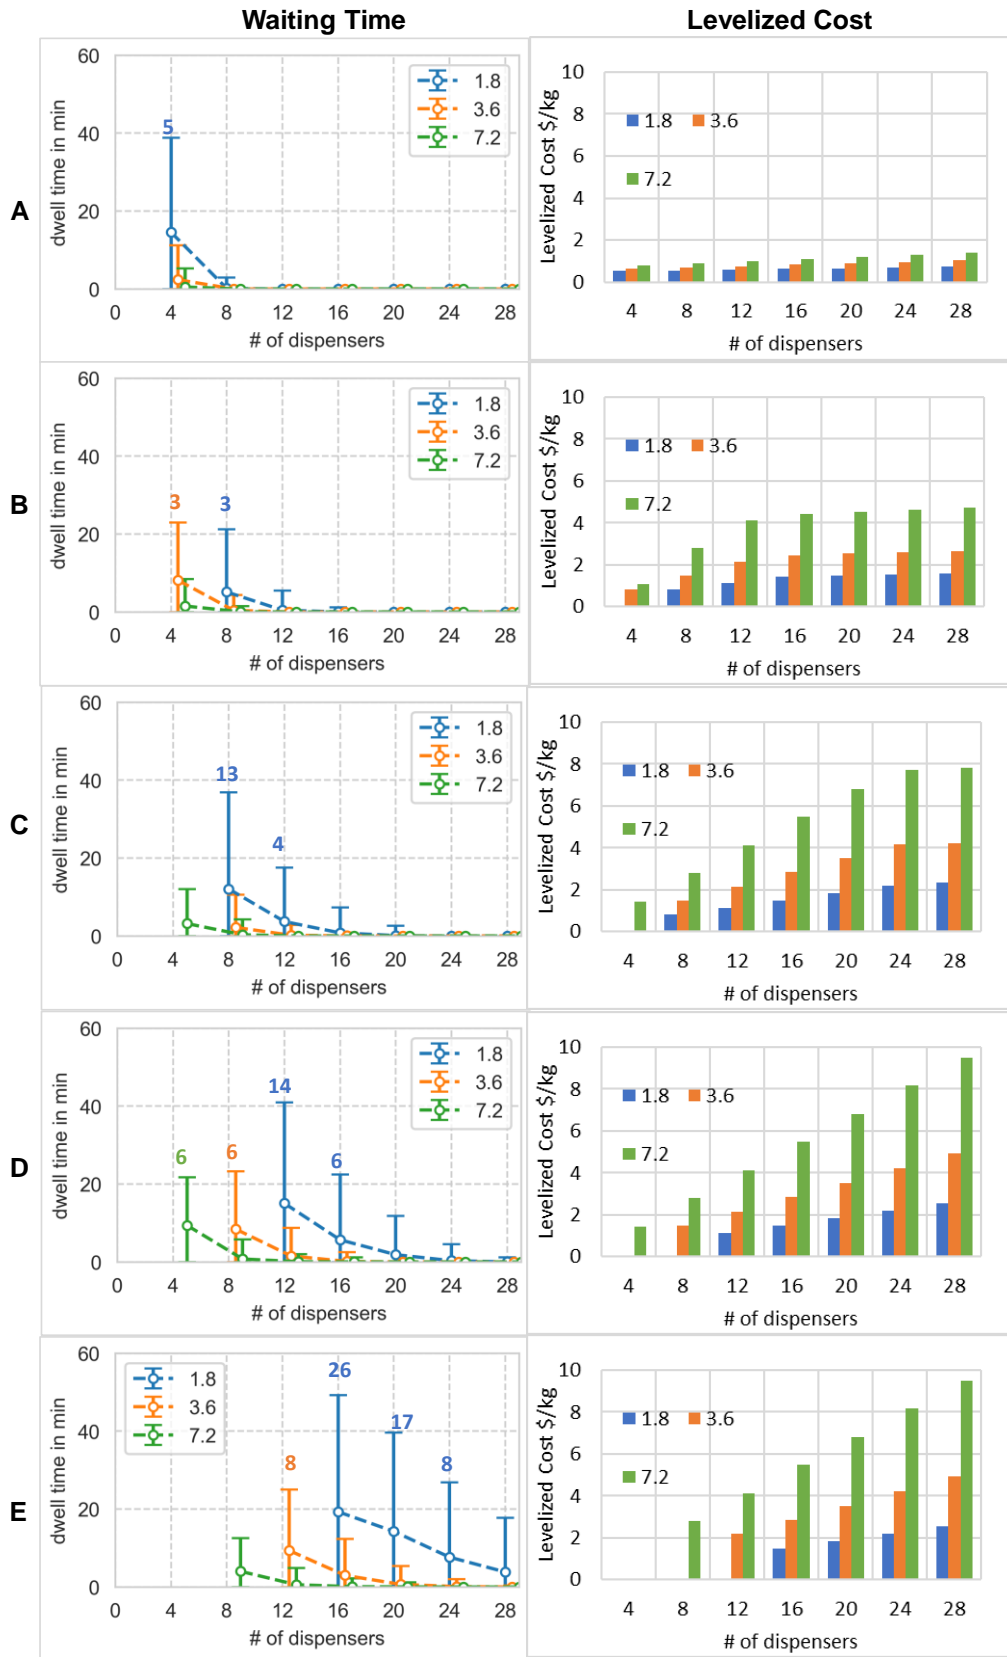 Waiting Time Levelized Cost
A
dwell time in min
60
40
20
0
5
1.8
3.6
7.2
0 4 8 12 16 20 24 28
# of dispensers
Levelized Cost $/kg
10
8
6
4
2
0
1.8 3.6
7.2
4 8 12 16 20 24 28
# of dispensers
B
dwell time in min
60
40
20
0
3 3
1.8
3.6
7.2
0 4 8 12 16 20 24 28
# of dispensers
Levelized Cost $/kg
10
8
6
4
2
0
1.8 3.6
7.2
4 8 12 16 20 24 28
# of dispensers
C
dwell time in min
60
40
20
0
13
4
1.8
3.6
7.2
0 4 8 12 16 20 24 28
# of dispensers
Levelized Cost $/kg
10
8
6
4
2
0
1.8 3.6
7.2
4 8 12 16 20 24 28
# of dispensers
D
dwell time in min
60
40
20
0
14
6 6 6
1.8
3.6
7.2
0 4 8 12 16 20 24 28
# of dispensers
Levelized Cost $/kg
10
8
6
4
2
0
1.8 3.6
7.2
4 8 12 16 20 24 28
# of dispensers
E
dwell time in min
60
40
20
0
1.8
3.6
7.2
26
17
8 8
0 4 8 12 16 20 24 28
# of dispensers
Levelized Cost $/kg
10
8
6
4
2
0
1.8 3.6
7.2
4 8 12 16 20 24 28
# of dispensers